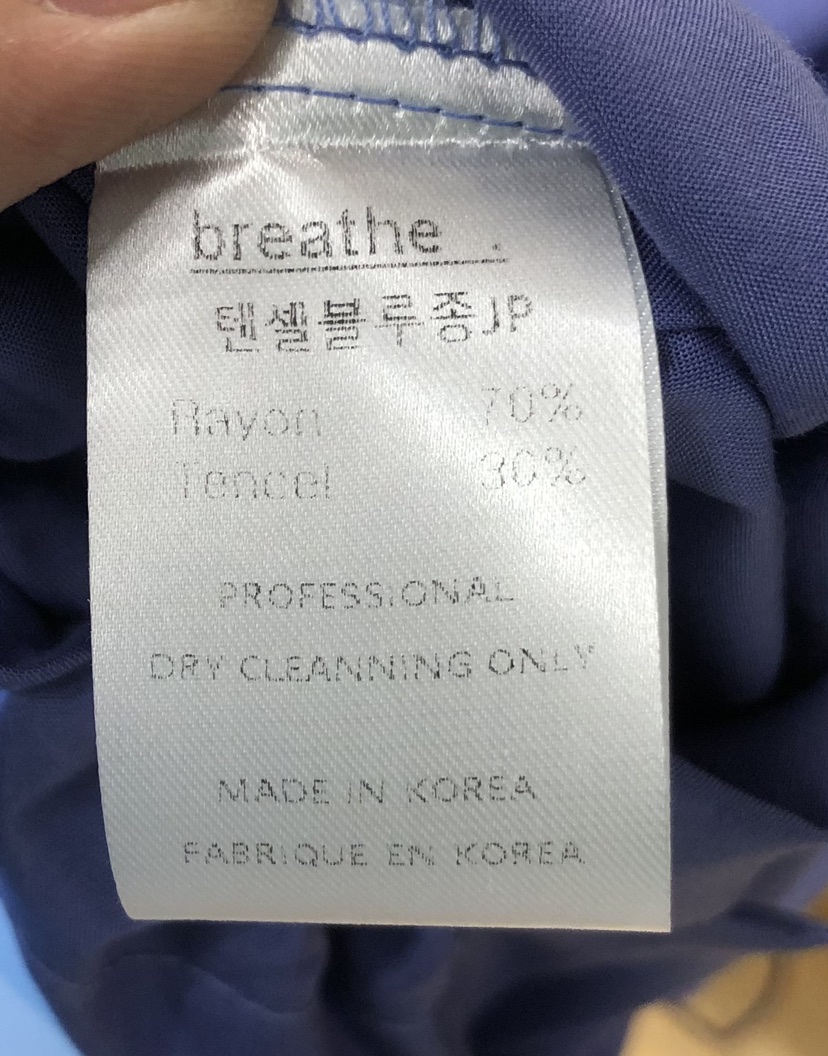 breathe .
텐셀블루종JP
Rayon 70%
Tencel 30%
PROFESSIONAL
DRY CLEANNING ONLY
MADE IN KOREA
FABRIQUE EN KOREA